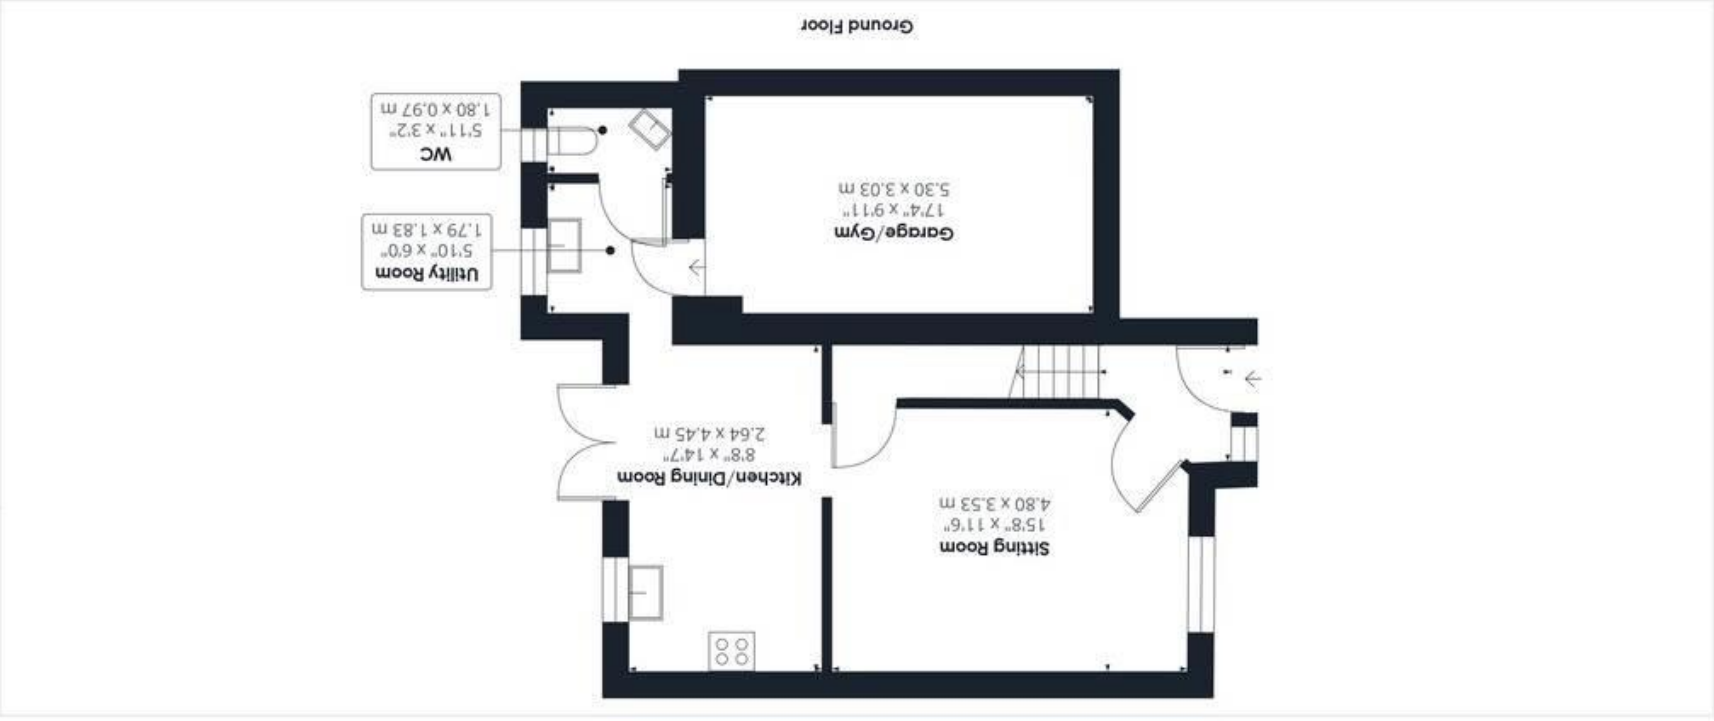 Ground Floor
WC
5'11" x 3'2"
1.80 x 0.97 m
Utility Room
5'10" x 6'0"
1.79 x 1.83 m
Garage/Gym
17'4" x 9'11"
5.30 x 3.03 m
Kitchen/Dining Room
8'8" x 14'7"
2.64 x 4.45 m
Sitting Room
15'8" x 11'6"
4.80 x 3.53 m